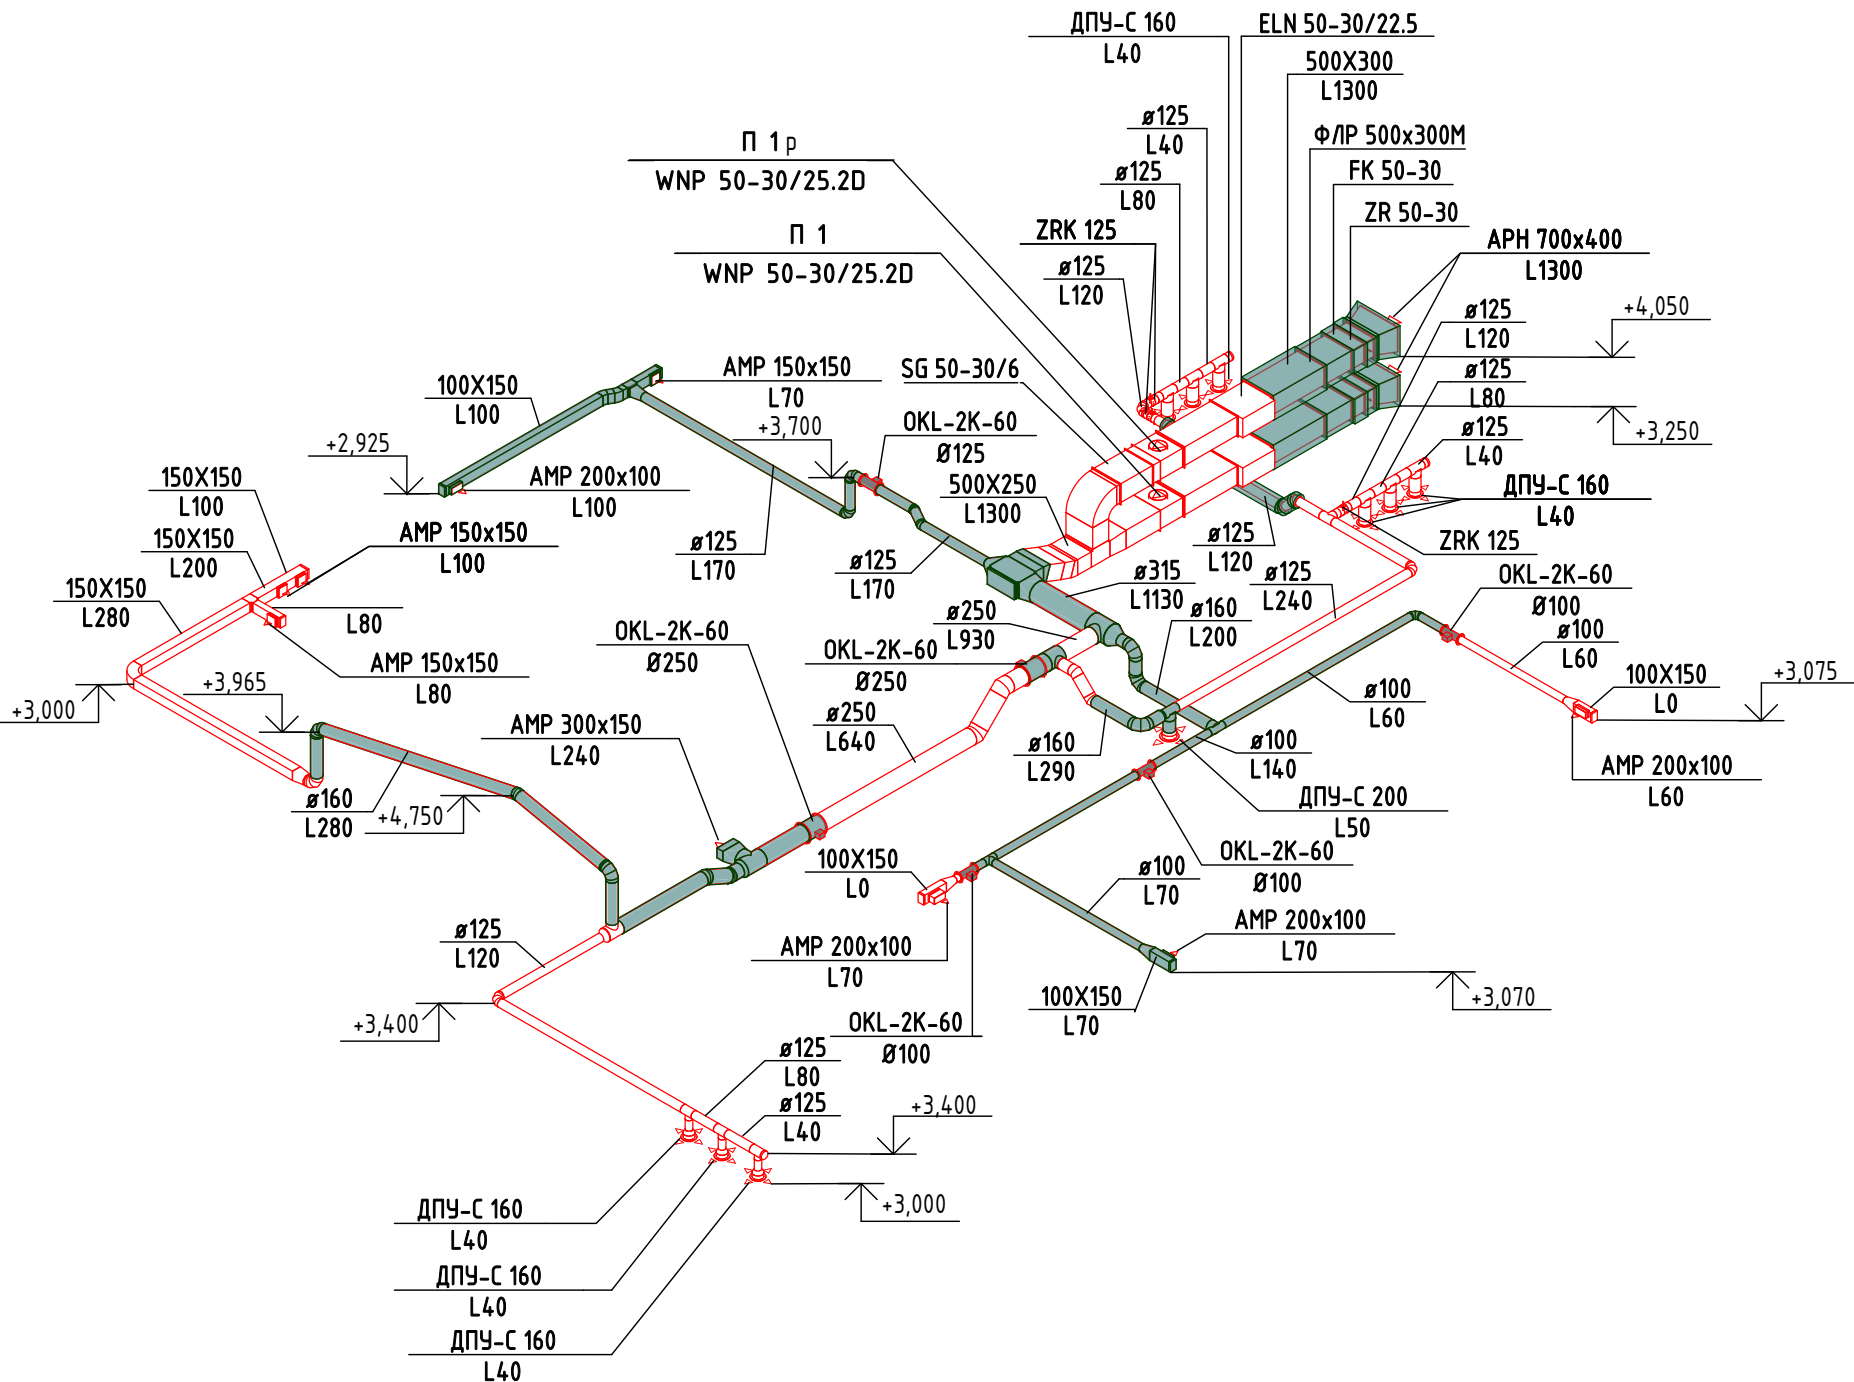 ДПУ-С 160
L40
ELN 50-30/22.5
500X300
L1300
ø125
L40
ФЛР 500x300М
П 1р
WNP 50-30/25.2D
ø125
L80
FK 50-30
ZR 50-30
П 1
WNP 50-30/25.2D
ZRK 125
ø125
L120
АРН 700x400
L1300
+4,050
ø125
L120
SG 50-30/6
AMP 150x150
L70
100X150
L100
ø125
L80
+3,700
OKL-2K-60
Ø125
+3,250
ø125
L40
+2,925
AMP 200x100
L100
500X250
L1300
ДПУ-С 160
L40
150X150
L100
150X150
L200
AMP 150x150
L100
ø125
L170
ø125
L170
ø125
L120
ZRK 125
150X150
L280
L80
ø315
L1130
ø125
L240
OKL-2K-60
Ø100
ø250
L930
ø160
L200
ø100
L60
OKL-2K-60
Ø250
OKL-2K-60
Ø250
AMP 150x150
L80
+3,965
+3,000
100X150
L0
+3,075
ø100
L60
AMP 300x150
L240
ø250
L640
ø160
L290
ø100
L140
AMP 200x100
L60
ø160
L280
+4,750
ДПУ-С 200
L50
100X150
L0
OKL-2K-60
Ø100
ø100
L70
AMP 200x100
L70
AMP 200x100
L70
ø125
L120
100X150
L70
+3,070
+3,400
OKL-2K-60
Ø100
ø125
L80
ø125
L40
+3,400
+3,000
ДПУ-С 160
L40
ДПУ-С 160
L40
ДПУ-С 160
L40